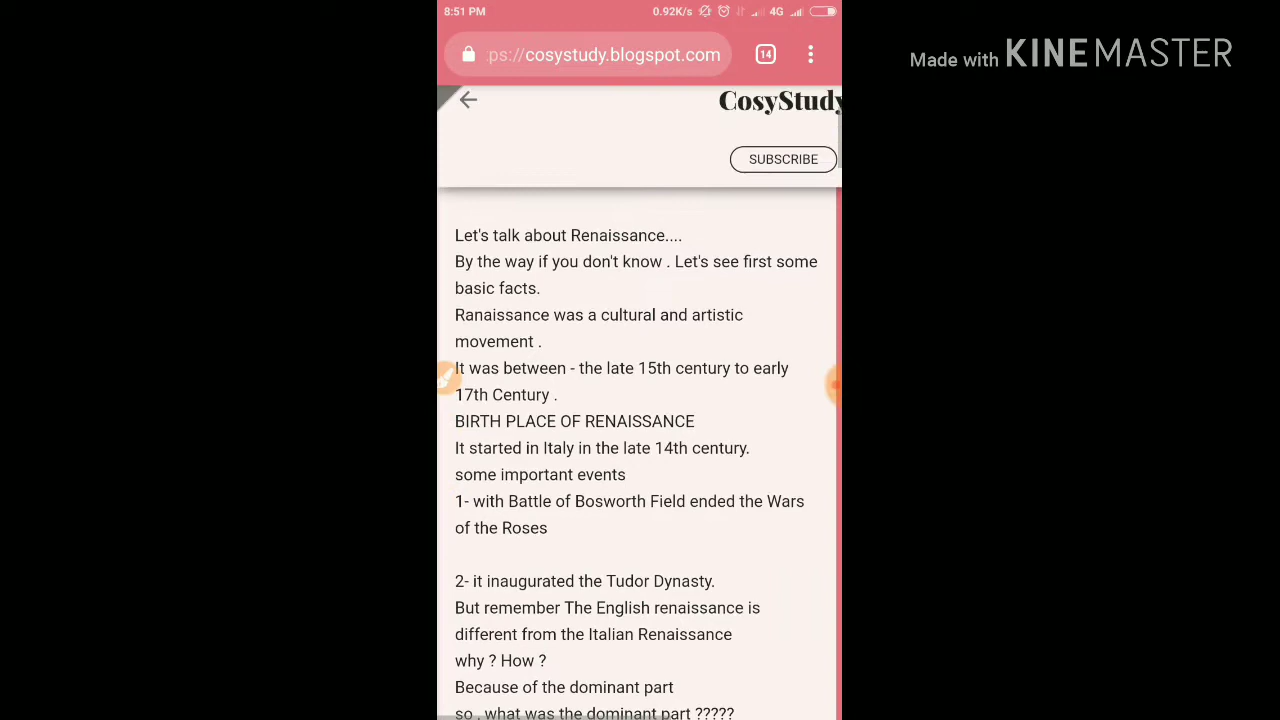 8:51 PM 0.92K/s 4G
Made with KINEMASTER
ps://cosystudy.blogspot.com 14
CosyStudy
SUBSCRIBE
Let's talk about Renaissance....
By the way if you don't know . Let's see first some
basic facts.
Ranaissance was a cultural and artistic
movement .
It was between - the late 15th century to early
17th Century .
BIRTH PLACE OF RENAISSANCE
It started in Italy in the late 14th century.
some important events
1- with Battle of Bosworth Field ended the Wars
of the Roses
2- it inaugurated the Tudor Dynasty.
But remember The English renaissance is
different from the Italian Renaissance
why ? How ?
Because of the dominant part
so , what was the dominant part ?????